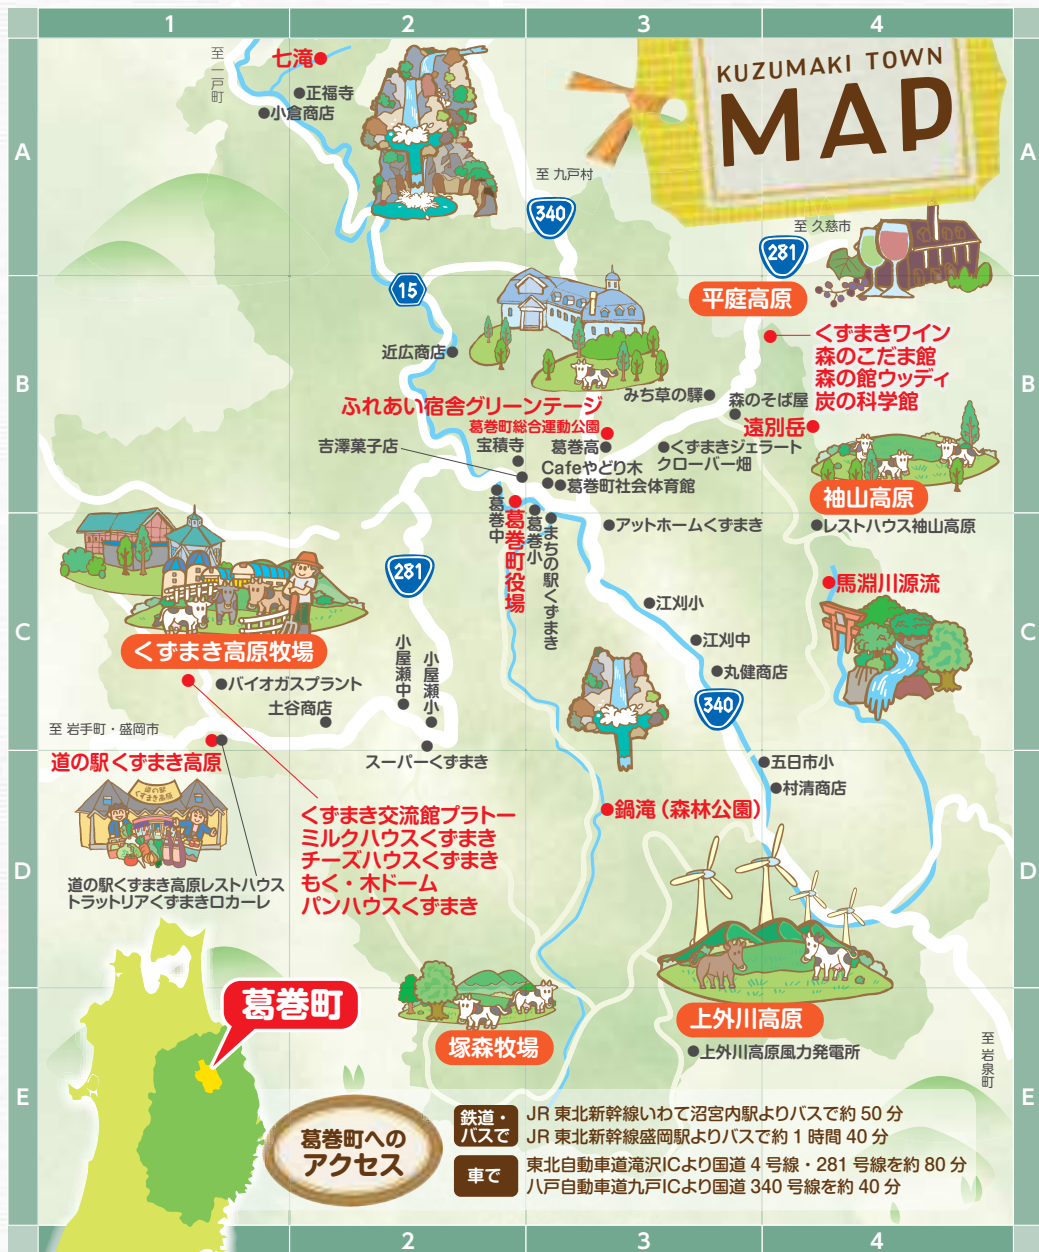 1
2
3
4
KUZUMAKI TOWN
MAP
A
A
至 一戸町
七滝
正福寺
小倉商店
至 九戸村
340
至 久慈市
281
平庭高原
15
B
B
近広商店
くずまきワイン
森のこだま館
森の館ウッディ
炭の科学館
みち草の驛
森のそば屋
遠別岳
ふれあい宿舎グリーンテージ
葛巻町総合運動公園
吉澤菓子店
宝積寺
葛巻高
くずまきジェラート
クローバー畑
Cafeやどり木
葛巻町社会体育館
袖山高原
葛巻中
葛巻町役場
葛巻小
まちの駅くずまき
アットホームくずまき
レストハウス袖山高原
C
C
281
馬淵川源流
江刈小
江刈中
丸健商店
340
くずまき高原牧場
バイオガスプラント
土谷商店
小屋瀬中
小屋瀬小
至 岩手町・盛岡市
道の駅くずまき高原
スーパーくずまき
五日市小
村清商店
鍋滝（森林公園）
D
D
くずまき交流館プラトー
ミルクハウスくずまき
チーズハウスくずまき
もく・木ドーム
パンハウスくずまき
道の駅くずまき高原レストハウス
トラットリアくずまきロカーレ
葛巻町
塚森牧場
上外川高原
上外川高原風力発電所
至 岩泉町
E
E
葛巻町への
アクセス
鉄道・
バスで
JR 東北新幹線いわて沼宮内駅よりバスで約 50 分
JR 東北新幹線盛岡駅よりバスで約 1 時間 40 分
車で
東北自動車道滝沢ICより国道 4 号線・281 号線を約 80 分
八戸自動車道九戸ICより国道 340 号線を約 40 分
2
3
4